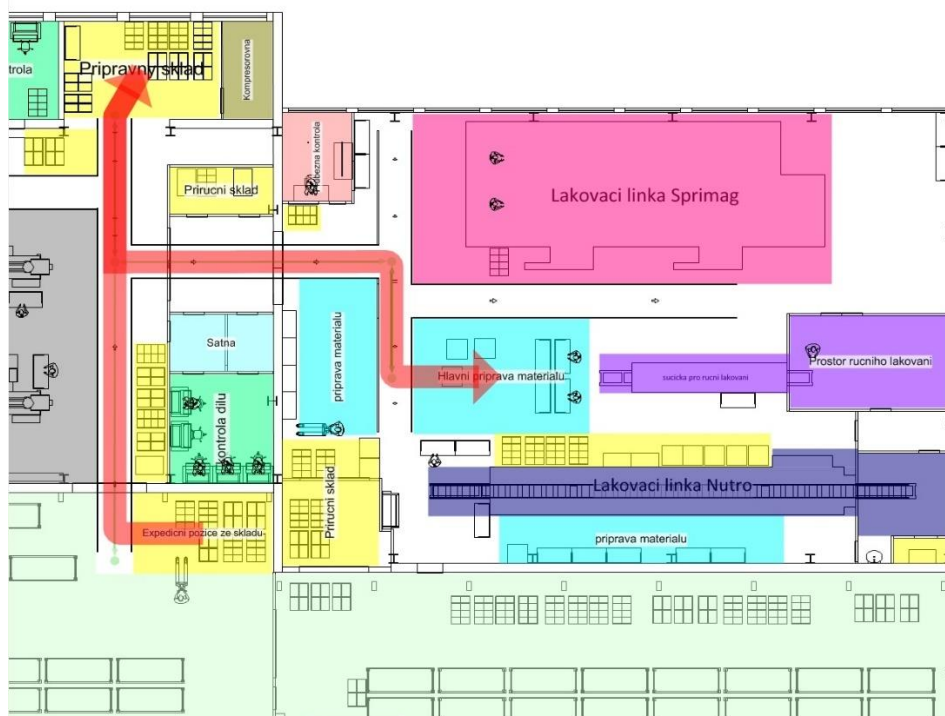 trola
Pripravny sklad
Kompresorovna
Prirucni sklad
bezna kontrola
Lakovaci linka Sprimag
Satna
priprava materialu
Hlavni priprava materialu
sucicka pro rucni lakovani
Prostor rucniho lakovani
kontrola dilu
Prirucni sklad
Lakovaci linka Nutro
Expedicni pozice ze skladu
priprava materialu